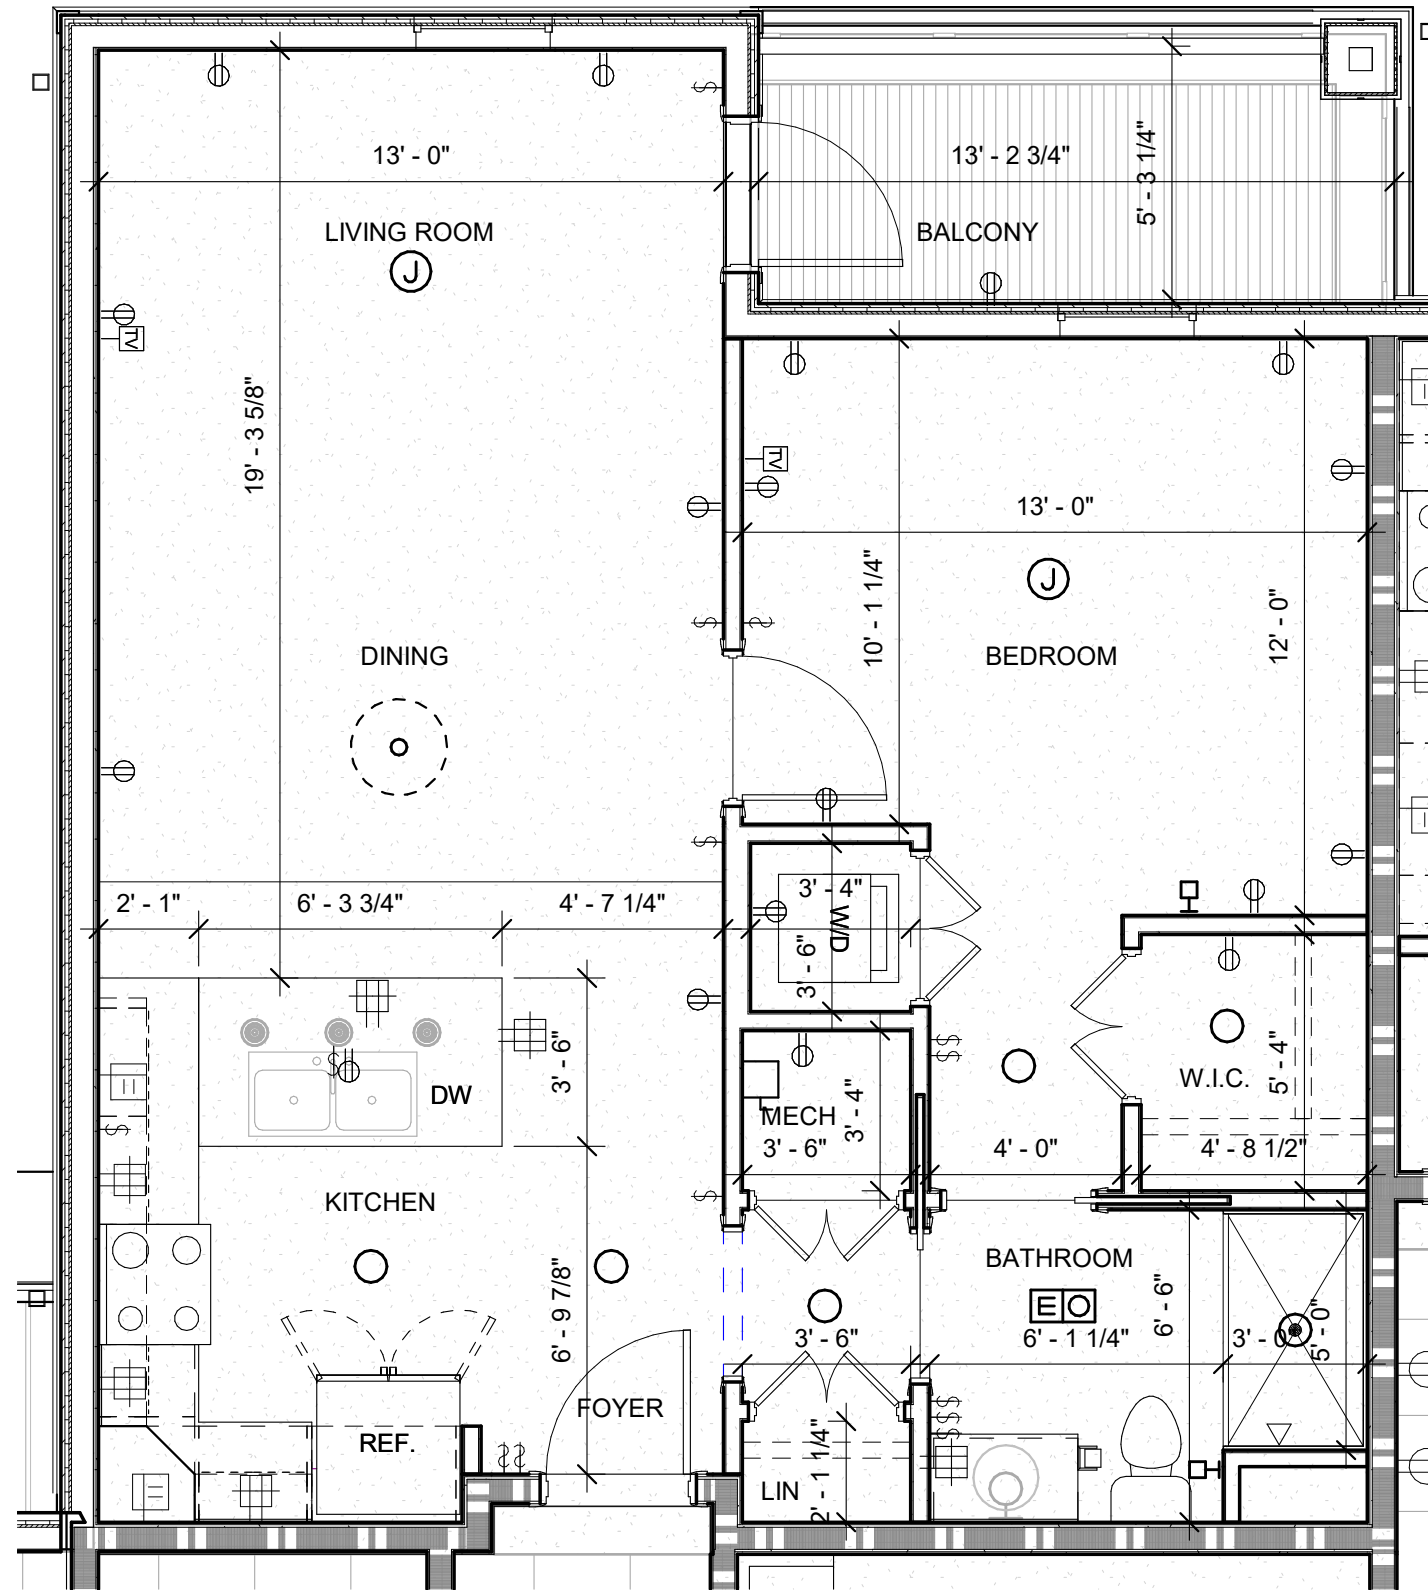 13' - 0"
13' - 2 3/4"
5' - 3 1/4"
LIVING ROOM
J
BALCONY
TV
19' - 3 5/8"
TV
13' - 0"
10' - 1 1/4"
J
12' - 0"
DINING
BEDROOM
2' - 1"
6' - 3 3/4"
4' - 7 1/4"
3' - 4"
W/D
3' - 6"
3' - 6"
DW
MECH
3' - 4"
3' - 6"
W.I.C.
5' - 4"
4' - 0"
4' - 8 1/2"
KITCHEN
BATHROOM
E
6' - 9 7/8"
3' - 6"
6' - 1 1/4"
6' - 6"
3' - 0
5' - 0"
FOYER
REF.
LIN
2' - 1 1/4"